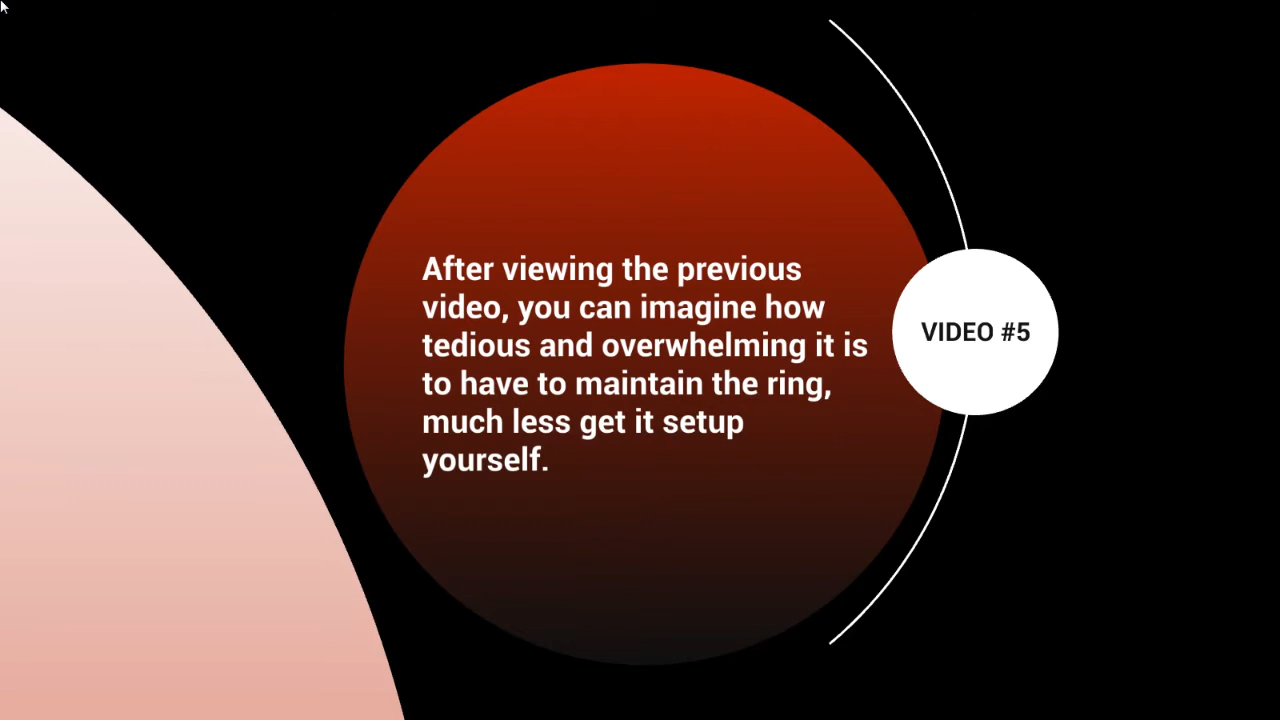 After viewing the previous
video, you can imagine how
tedious and overwhelming it is
to have to maintain the ring,
much less get it setup
yourself.
VIDEO #5